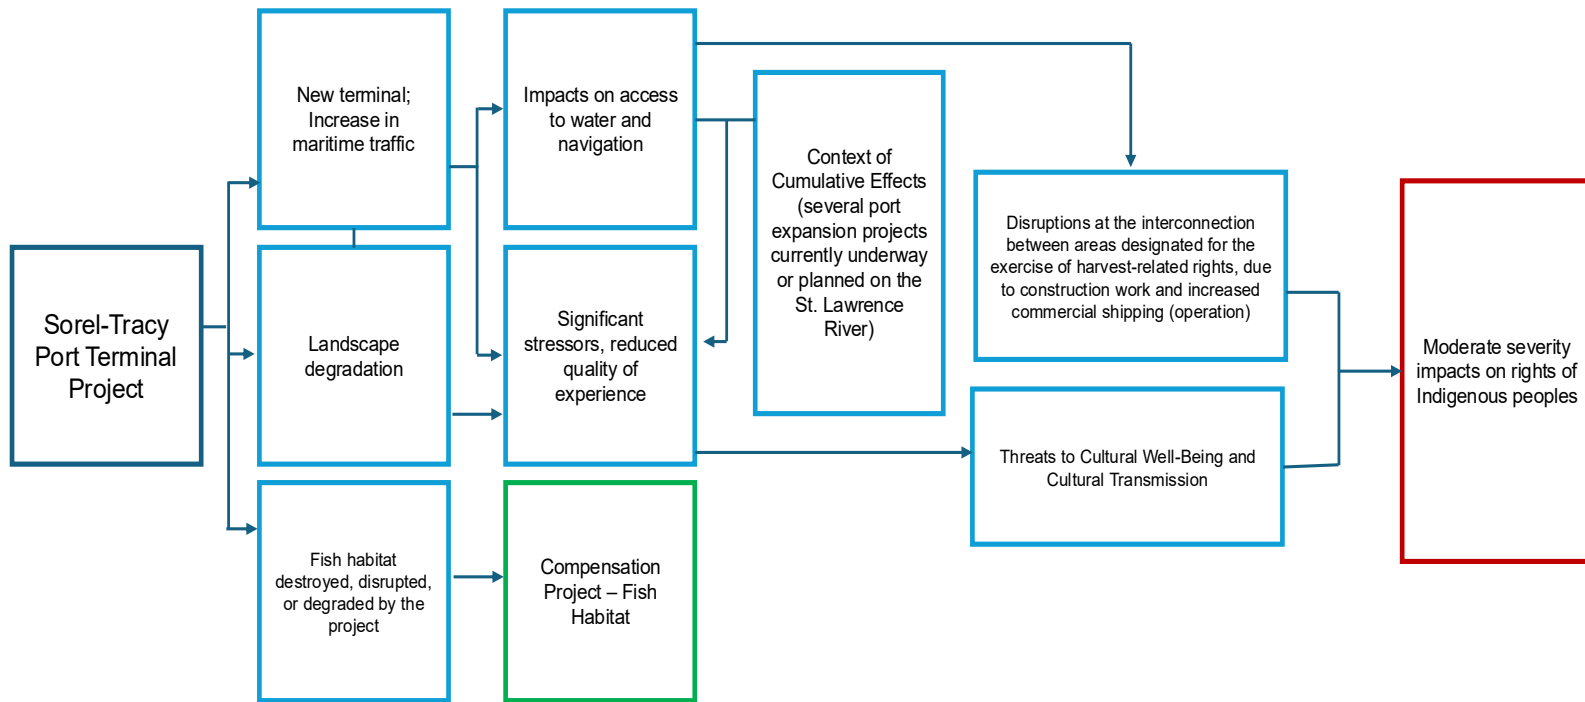 Sorel-Tracy
Port Terminal
Project
New terminal;
Increase in
maritime traffic
Landscape
degradation
Fish habitat
destroyed, disrupted,
or degraded by the
project
Impacts on access
to water and
navigation
Significant
stressors, reduced
quality of
experience
Compensation
Project – Fish
Habitat
Context of
Cumulative Effects
(several port
expansion projects
currently underway
or planned on the
St. Lawrence
River)
Disruptions at the interconnection
between areas designated for the
exercise of harvest-related rights, due
to construction work and increased
commercial shipping (operation)
Threats to Cultural Well-Being and
Cultural Transmission
Moderate severity
impacts on rights of
Indigenous peoples